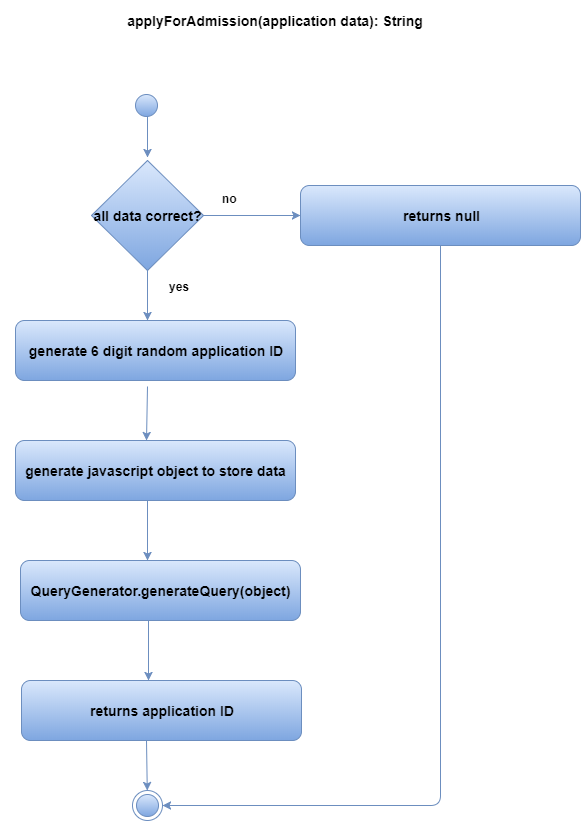 applyForAdmission(application data): String
all data correct?
no
returns null
yes
generate 6 digit random application ID
generate javascript object to store data
QueryGenerator.generateQuery(object)
returns application ID